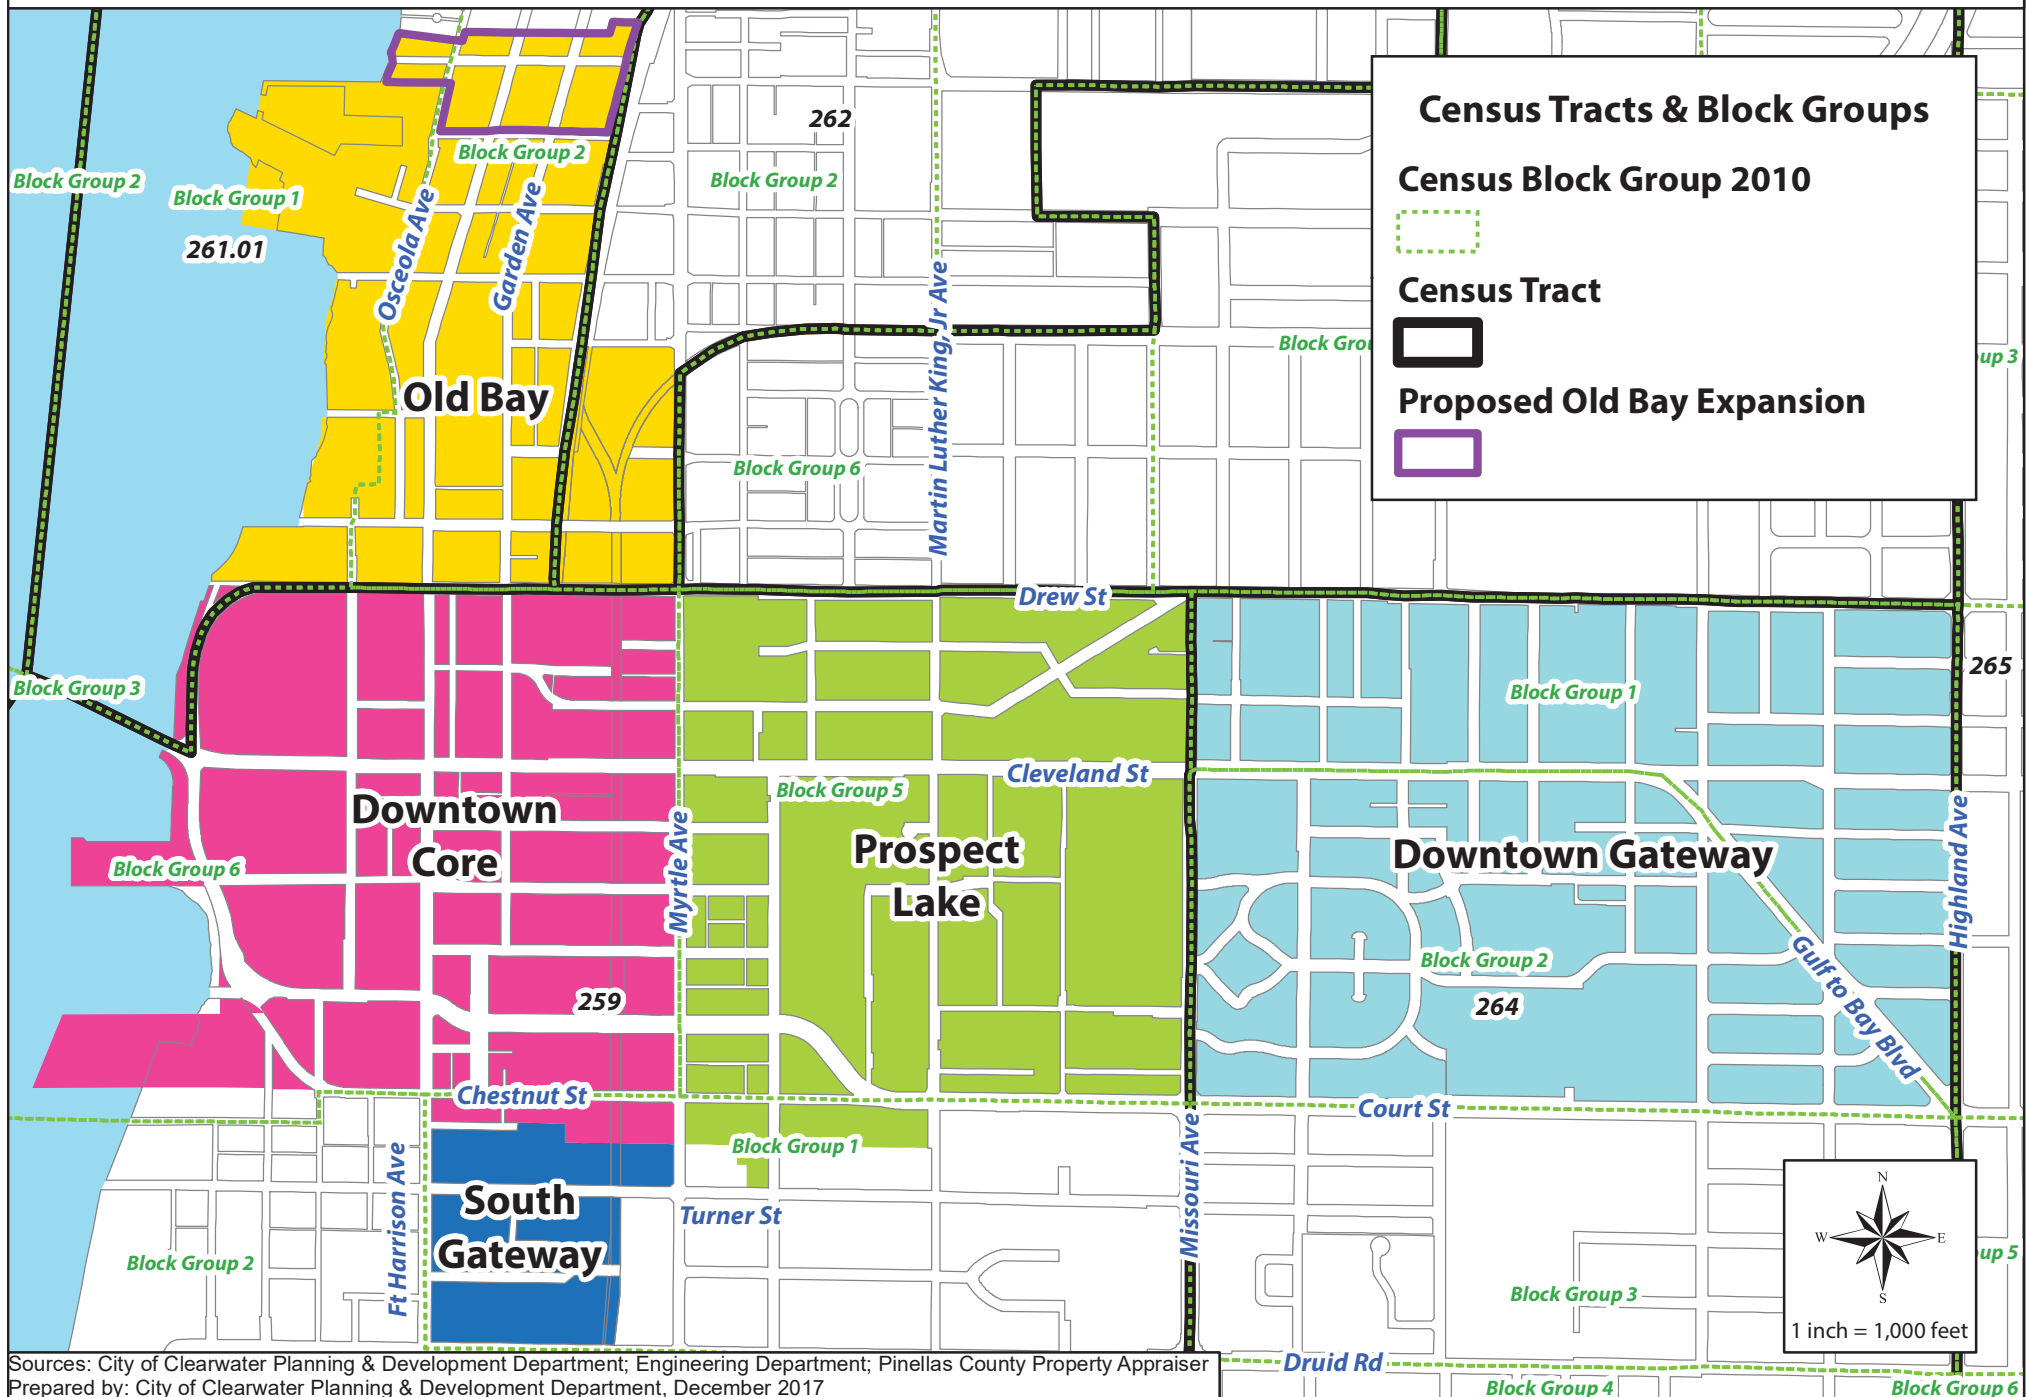 Census Tracts & Block Groups
Census Block Group 2010
Census Tract
Proposed Old Bay Expansion
262
Block Group 2
Block Group 2
Block Group 2
Block Group 1
261.01
Osceola Ave
Garden Ave
Martin Luther King, Jr Ave
Block Grou
up 3
Old Bay
Block Group 6
Drew St
265
Block Group 3
Block Group 1
Cleveland St
Block Group 5
Downtown
Core
Myrtle Ave
Prospect
Lake
Downtown Gateway
Highland Ave
Block Group 6
Block Group 2
Gulf to Bay Blvd
259
264
Chestnut St
Court St
Block Group 1
Ft Harrison Ave
Missouri Ave
South
Gateway
Turner St
Block Group 2
up 5
Block Group 3
N
W
E
S
1 inch = 1,000 feet
Druid Rd
Block Group 4
Block Group 6
Sources: City of Clearwater Planning & Development Department; Engineering Department; Pinellas County Property Appraiser
Prepared by: City of Clearwater Planning & Development Department, December 2017